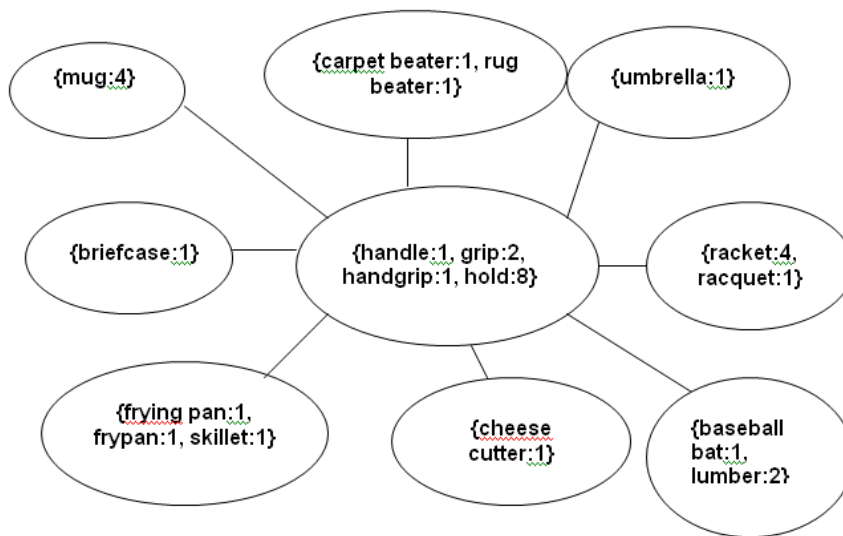 {mug:4}
{carpet beater:1, rug
beater:1}
{umbrella:1}
{briefcase:1}
{handle:1, grip:2,
handgrip:1, hold:8}
{racket:4,
racquet:1}
{frying pan:1,
frypan:1, skillet:1}
{cheese
cutter:1}
{baseball
bat:1,
lumber:2}